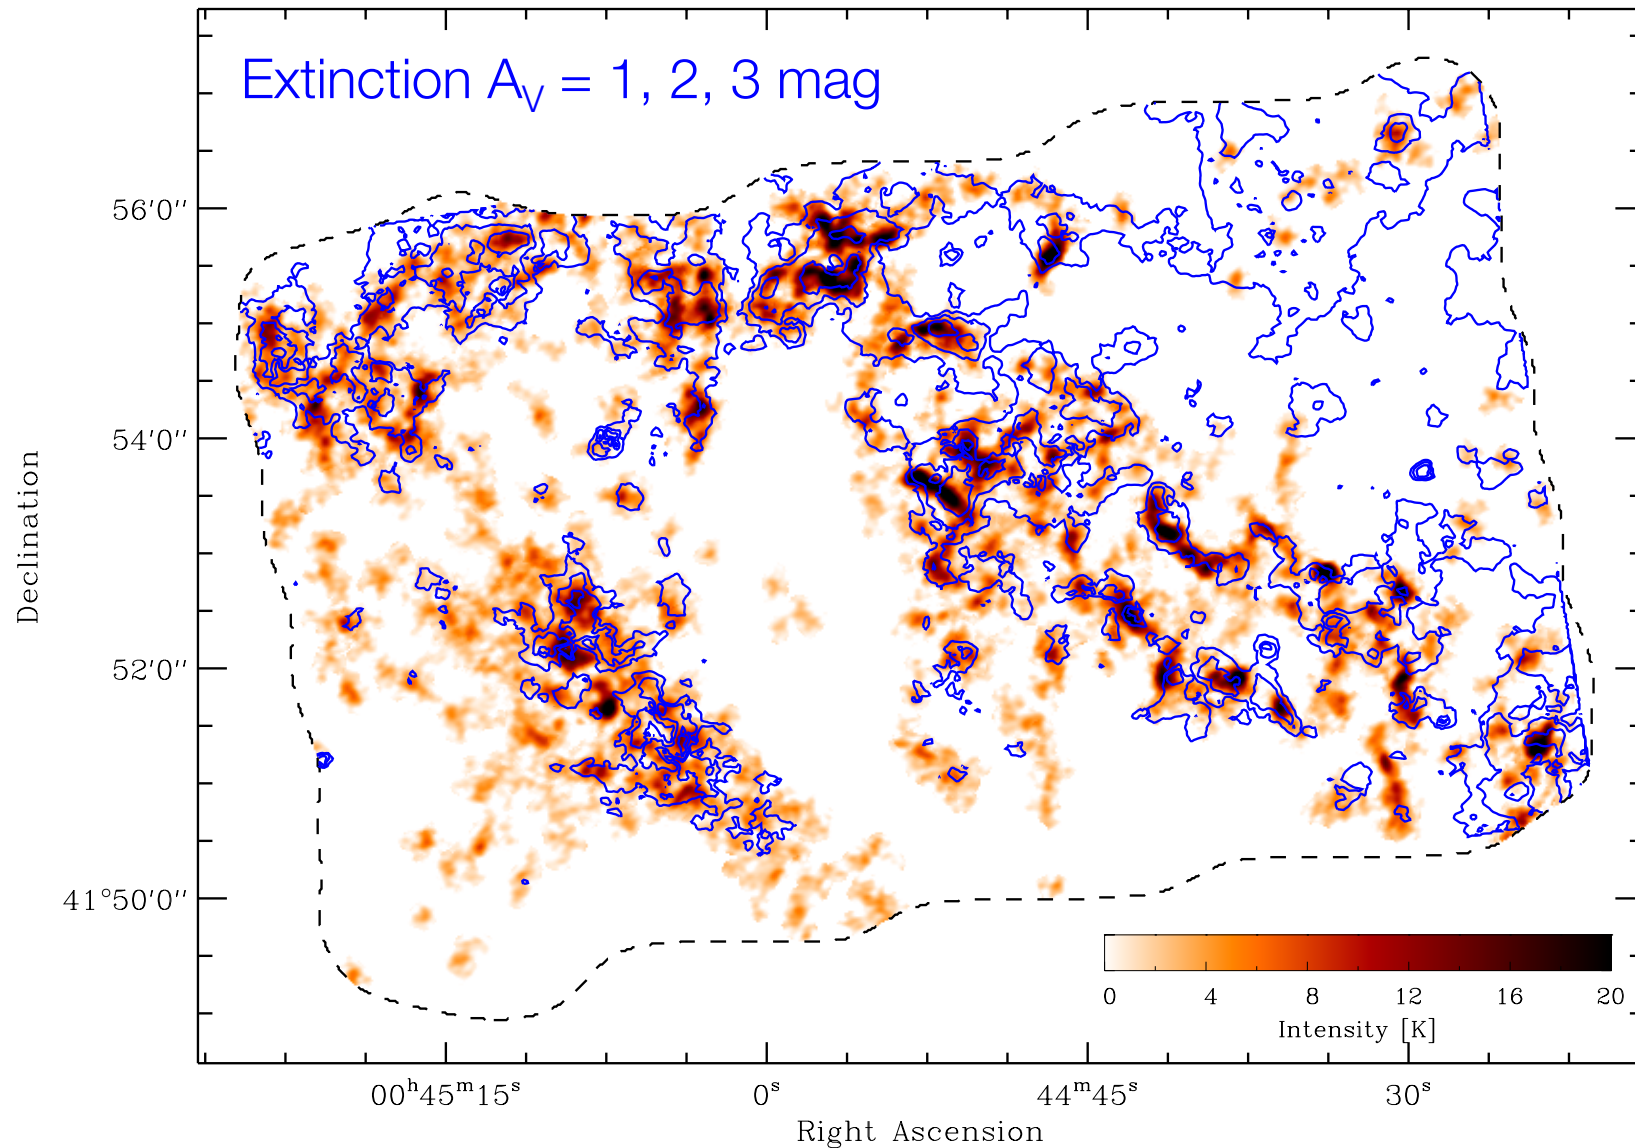 Extinction A_V = 1, 2, 3 mag
56′0″
54′0″
52′0″
41°50′0″
Declination
0 4 8 12 16 20
Intensity [K]
00ʰ45ᵐ15ˢ 0ˢ 44ᵐ45ˢ 30ˢ
Right Ascension